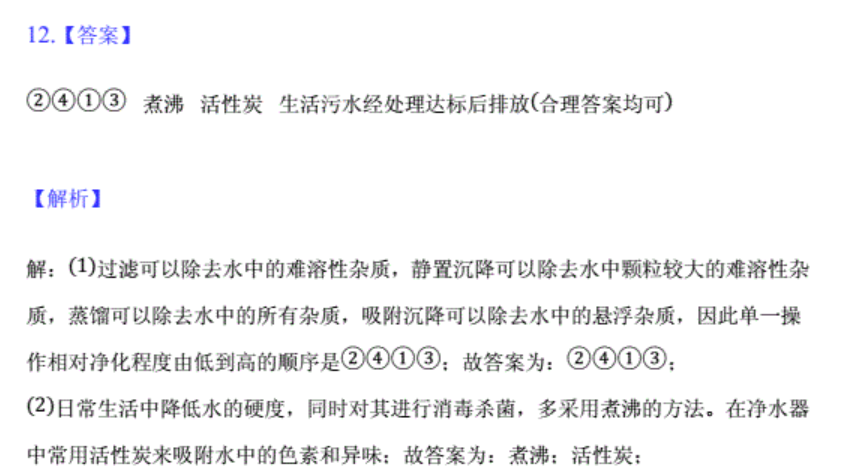 12.【答案】
②④①③ 煮沸 活性炭 生活污水经处理达标后排放(合理答案均可)
【解析】
解：(1)过滤可以除去水中的难溶性杂质，静置沉降可以除去水中颗粒较大的难溶性杂
质，蒸馏可以除去水中的所有杂质，吸附沉降可以除去水中的悬浮杂质，因此单一操
作相对净化程度由低到高的顺序是②④①③；故答案为：②④①③；
(2)日常生活中降低水的硬度，同时对其进行消毒杀菌，多采用煮沸的方法。在净水器
中常用活性炭来吸附水中的色素和异味；故答案为：煮沸；活性炭；